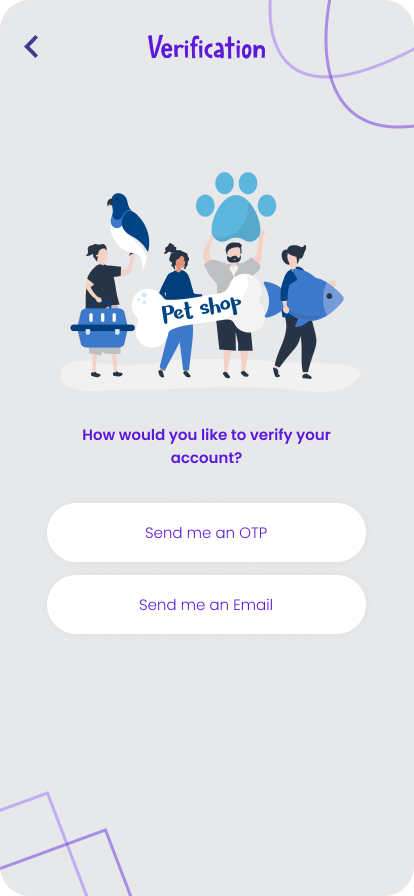 Verification
Pet shop
How would you like to verify your
account?
Send me an OTP
Send me an Email